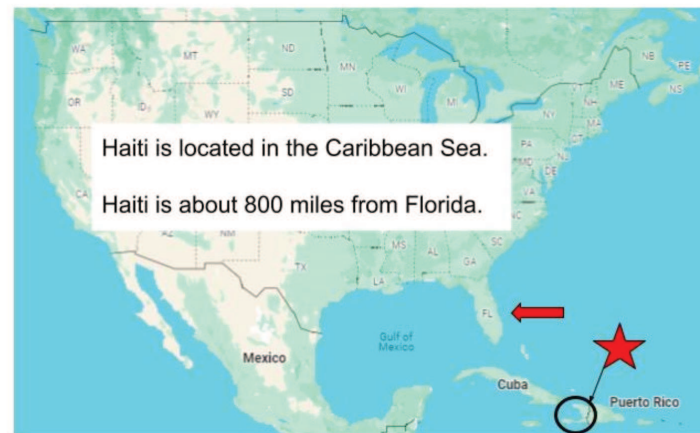 WA
MT
ND
MN
NB
PE
OR
ID
WY
SD
WI
MI
VT
ME
NS
NH
NY
MA
CT
Haiti is located in the Caribbean Sea.
PA
NJ
MD
DE
Haiti is about 800 miles from Florida.
CA
VA
NC
AZ
NM
TX
LA
MS
AL
GA
SC
FL
Gulf of
Mexico
Mexico
Cuba
Puerto Rico